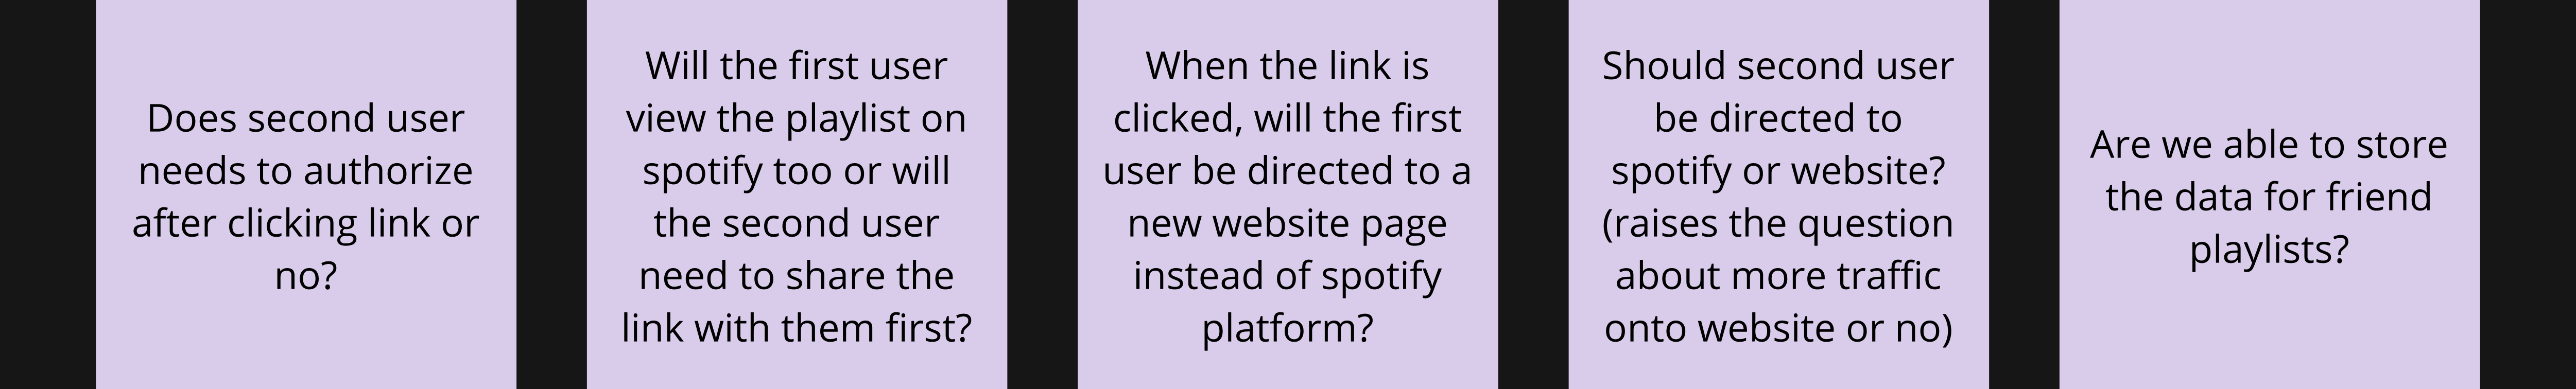 Does second user
needs to authorize
after clicking link or
no?
Will the first user
view the playlist on
spotify too or will
the second user
need to share the
link with them first?
When the link is
clicked, will the first
user be directed to a
new website page
instead of spotify
platform?
Should second user
be directed to
spotify or website?
(raises the question
about more traffic
onto website or no)
Are we able to store
the data for friend
playlists?